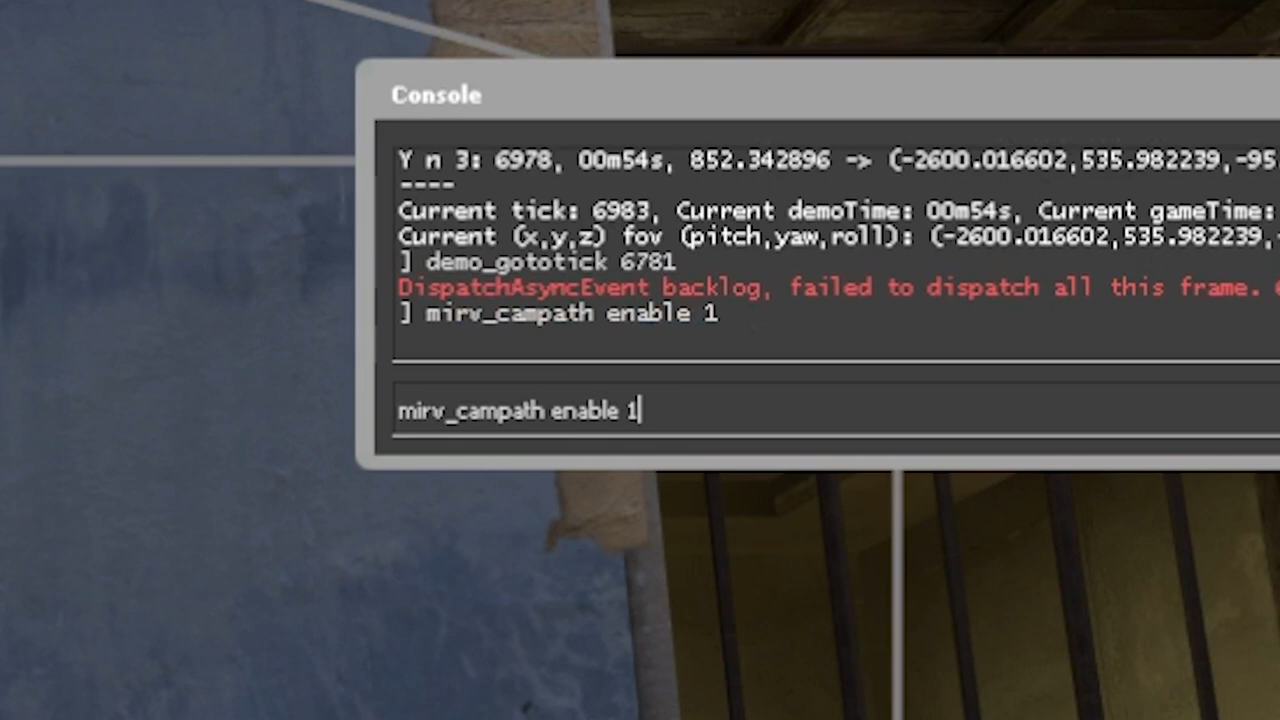 Console
Y n 3: 6978, 00m54s, 852.342896 -> (-2600.016602,535.982239,-95
----
Current tick: 6983, Current demoTime: 00m54s, Current gameTime:
Current (x,y,z) fov (pitch,yaw,roll): (-2600.016602,535.982239,-
] demo_gototick 6781
DispatchAsyncEvent backlog, failed to dispatch all this frame.
] mirv_campath enable 1
mirv_campath enable 1